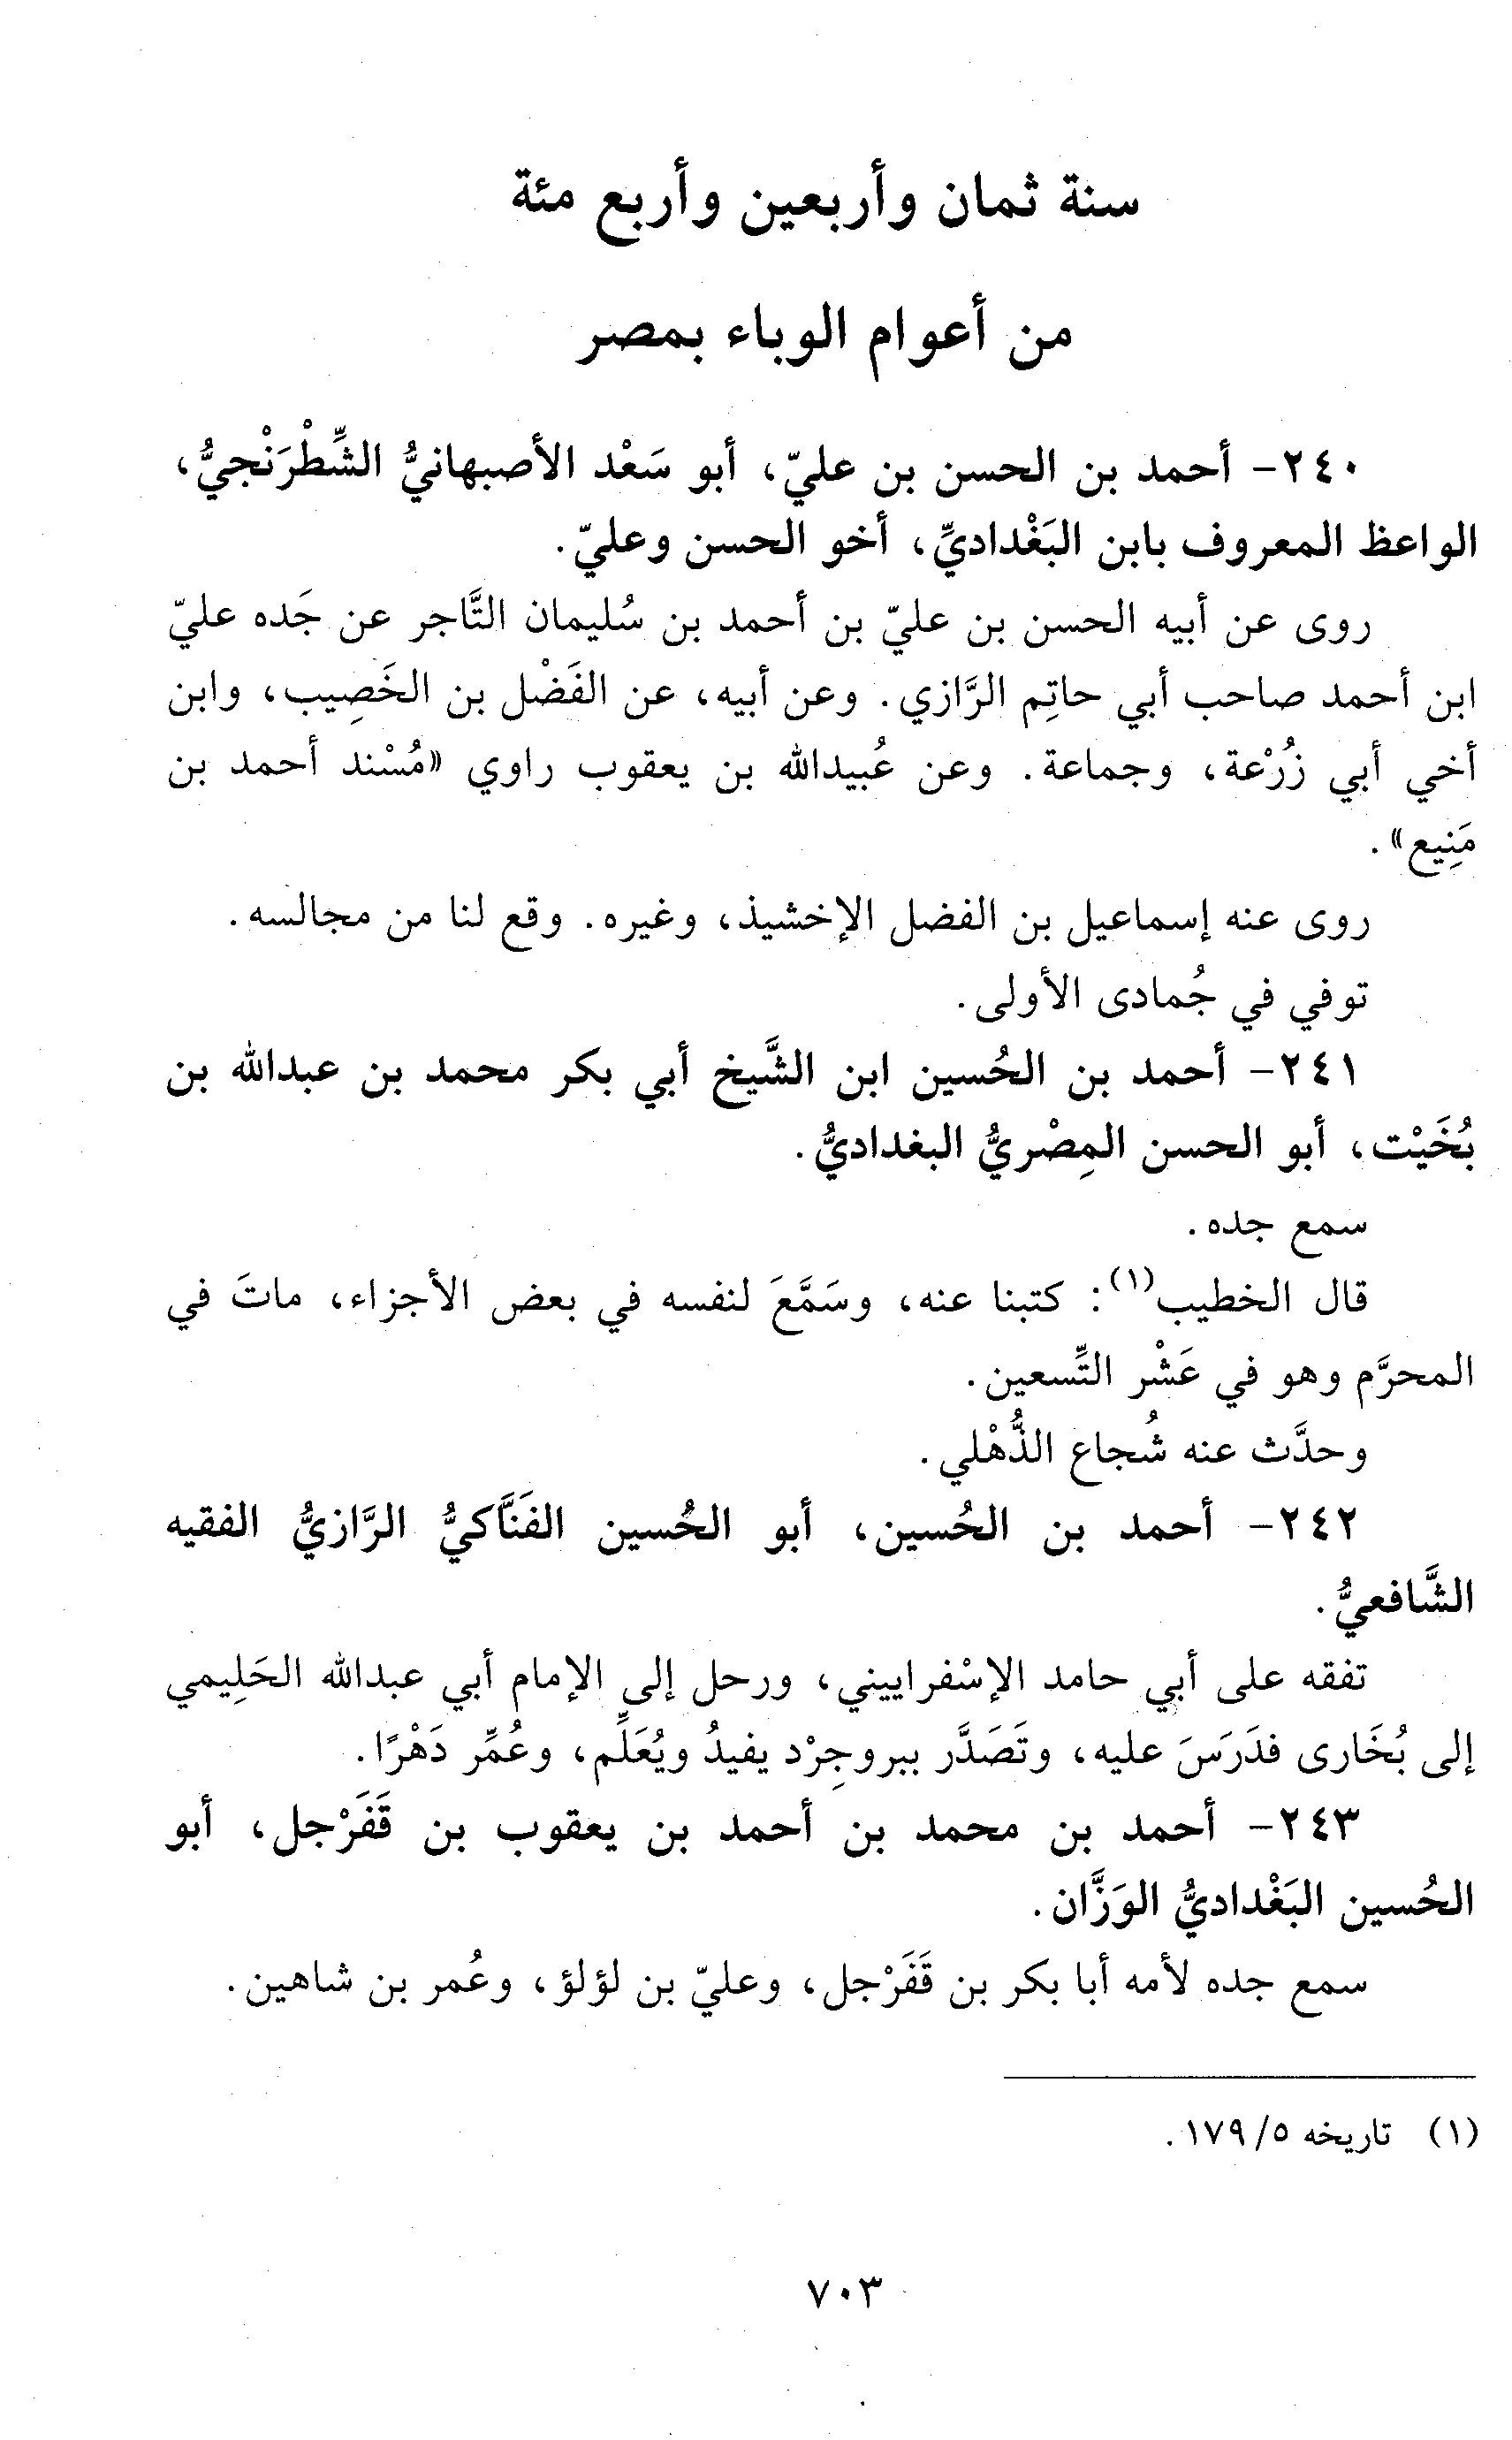 سنة ثمان وأربعين وأربع مئة
من أعوام الوباء بمصر
٢٤٠- أحمد بن الحسن بن عليّ، أبو سَعْد الأصبهانيُّ الشِّطْرَنْجيُّ،
الواعظ المعروف بابن البَغْداديِّ، أخو الحسن وعليّ.
روى عن أبيه الحسن بن عليّ بن أحمد بن سُليمان التَّاجر عن جَده عليّ
ابن أحمد صاحب أبي حاتِم الرَّازي. وعن أبيه، عن الفَضْل بن الخَصِيب، وابن
أخي أبي زُرْعة، وجماعة. وعن عُبيدالله بن يعقوب راوي «مُسْند أحمد بن
مَنِيع».
روى عنه إسماعيل بن الفضل الإخشيذ، وغيره. وقع لنا من مجالسه.
توفي في جُمادى الأولى.
٢٤١- أحمد بن الحُسين ابن الشَّيخ أبي بكر محمد بن عبدالله بن
بُخَيْت، أبو الحسن المِصْريُّ البغداديُّ.
سمع جده.
قال الخطيب(١): كتبنا عنه، وسَمَّعَ لنفسه في بعض الأجزاء، ماتَ في
المحرَّم وهو في عَشْر التِّسعين.
وحدَّث عنه شُجاع الذُّهْلي.
٢٤٢- أحمد بن الحُسين، أبو الحُسين الفَنَّاكيُّ الرَّازيُّ الفقيه
الشَّافعيُّ.
تفقه على أبي حامد الإسْفراييني، ورحل إلى الإمام أبي عبدالله الحَلِيمي
إلى بُخَارى فدَرَسَ عليه، وتَصَدَّر ببروجِرْد يفيدُ ويُعَلِّم، وعُمِّر دَهْرًا.
٢٤٣- أحمد بن محمد بن أحمد بن يعقوب بن قَفَرْجل، أبو
الحُسين البَغْداديُّ الوَزَّان.
سمع جده لأمه أبا بكر بن قَفَرْجل، وعليّ بن لؤلؤ، وعُمر بن شاهين.
(١) تاريخه ٥/ ١٧٩.
٧٠٣